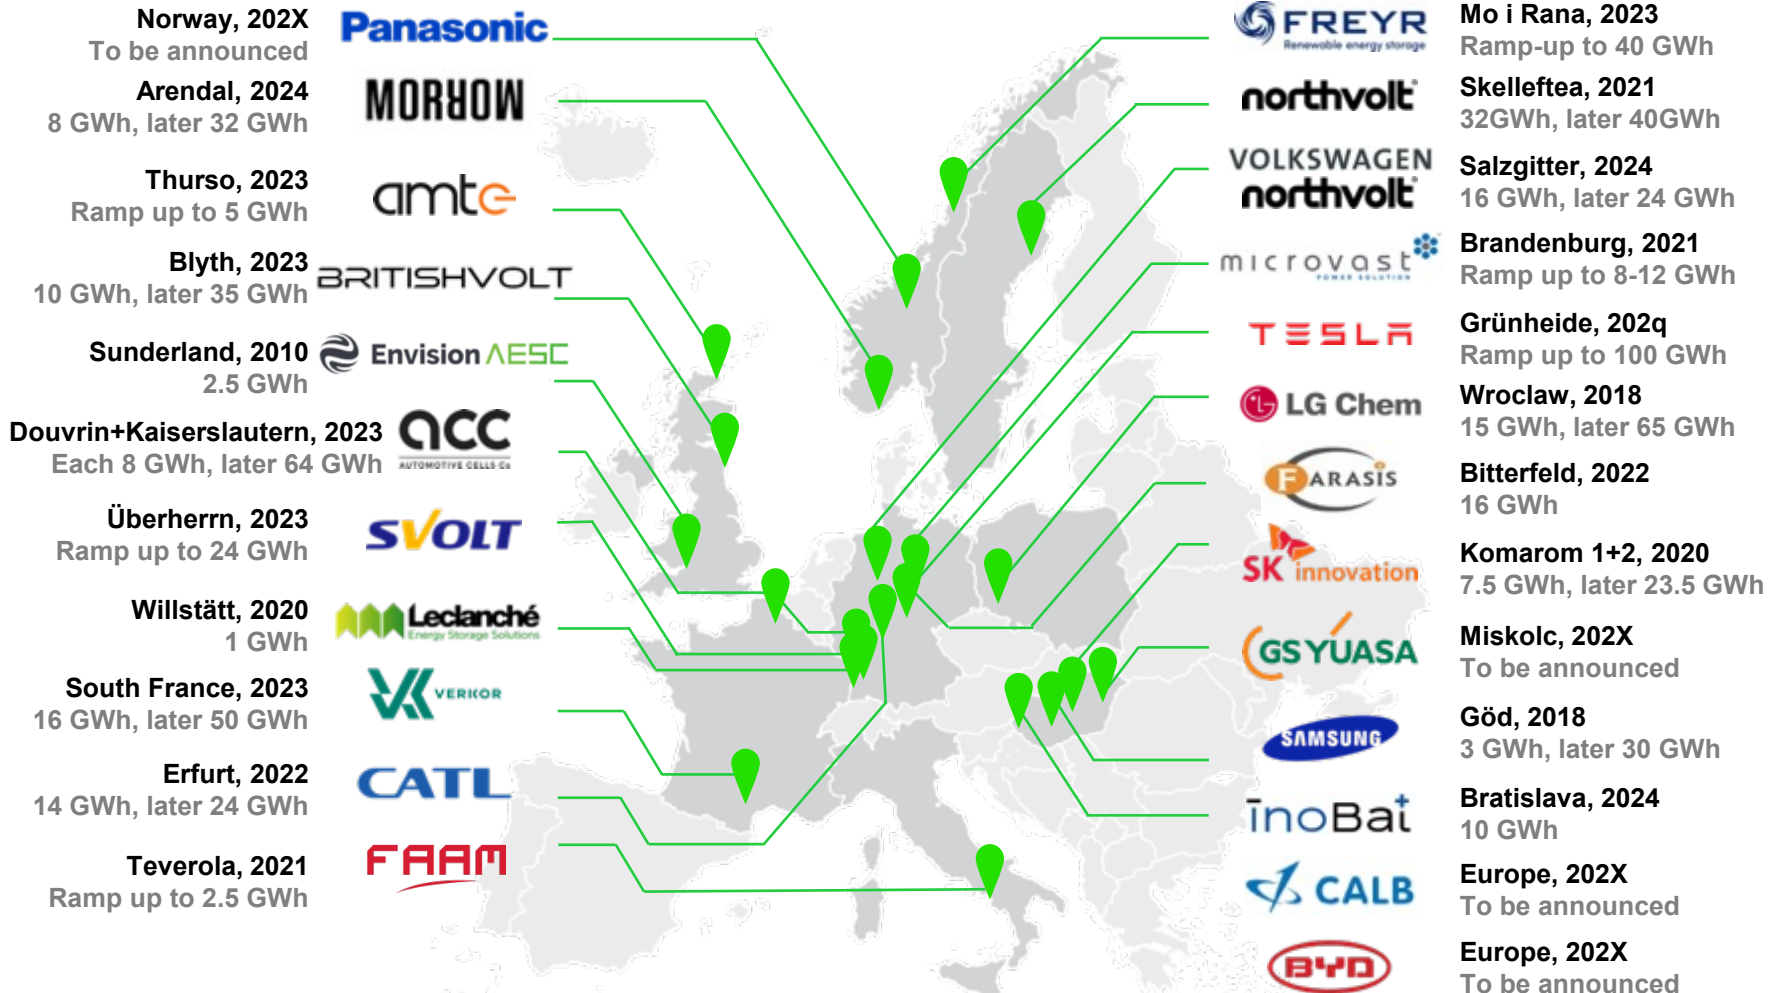 Norway, 202X
To be announced
Panasonic
Arendal, 2024
8 GWh, later 32 GWh
MORROW
Thurso, 2023
Ramp up to 5 GWh
amte
Blyth, 2023
10 GWh, later 35 GWh
BRITISHVOLT
Sunderland, 2010
2.5 GWh
Envision AESC
Douvrin+Kaiserslautern, 2023
Each 8 GWh, later 64 GWh
acc
AUTOMOTIVE CELLS Co
Überherrn, 2023
Ramp up to 24 GWh
SVOLT
Willstätt, 2020
1 GWh
Leclanché
Energy Storage Solutions
South France, 2023
16 GWh, later 50 GWh
VERKOR
Erfurt, 2022
14 GWh, later 24 GWh
CATL
Teverola, 2021
Ramp up to 2.5 GWh
FAAM
FREYR
Renewable energy storage
Mo i Rana, 2023
Ramp-up to 40 GWh
northvolt
Skelleftea, 2021
32GWh, later 40GWh
VOLKSWAGEN
northvolt
Salzgitter, 2024
16 GWh, later 24 GWh
microvast
POWER SOLUTION
Brandenburg, 2021
Ramp up to 8-12 GWh
TESLA
Grünheide, 202q
Ramp up to 100 GWh
LG Chem
Wroclaw, 2018
15 GWh, later 65 GWh
FARASIS
Bitterfeld, 2022
16 GWh
SK innovation
Komarom 1+2, 2020
7.5 GWh, later 23.5 GWh
GS YUASA
Miskolc, 202X
To be announced
SAMSUNG
Göd, 2018
3 GWh, later 30 GWh
InoBat
Bratislava, 2024
10 GWh
CALB
Europe, 202X
To be announced
BYD
Europe, 202X
To be announced